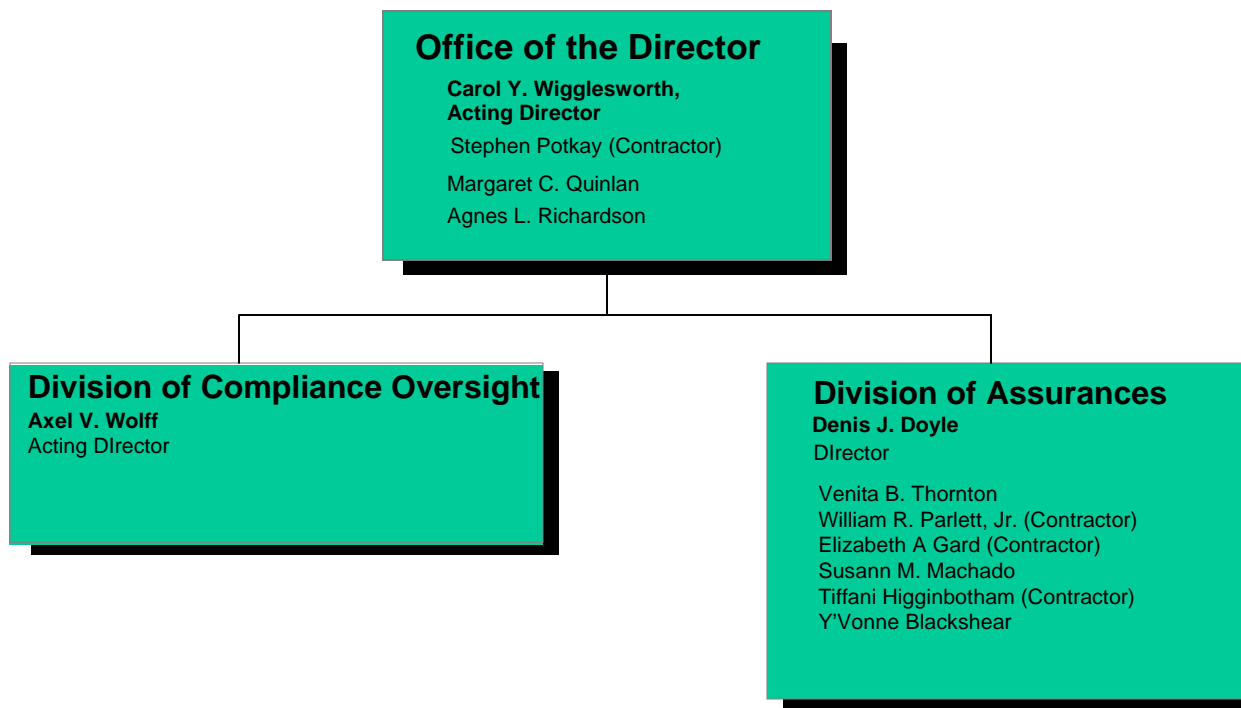 Office of the Director
Carol Y. Wigglesworth,
Acting Director
Stephen Potkay (Contractor)
Margaret C. Quinlan
Agnes L. Richardson
Division of Compliance Oversight
Axel V. Wolff
Acting DIrector
Division of Assurances
Denis J. Doyle
DIrector
Venita B. Thornton
William R. Parlett, Jr. (Contractor)
Elizabeth A Gard (Contractor)
Susann M. Machado
Tiffani Higginbotham (Contractor)
Y'Vonne Blackshear